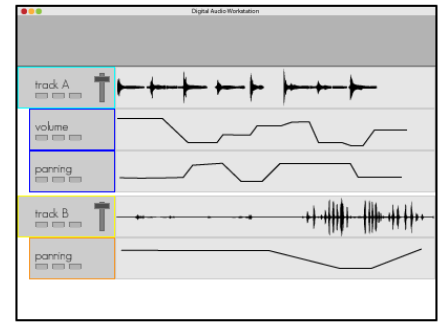 Digital Audio Workstation
track A
volume
panning
track B
panning